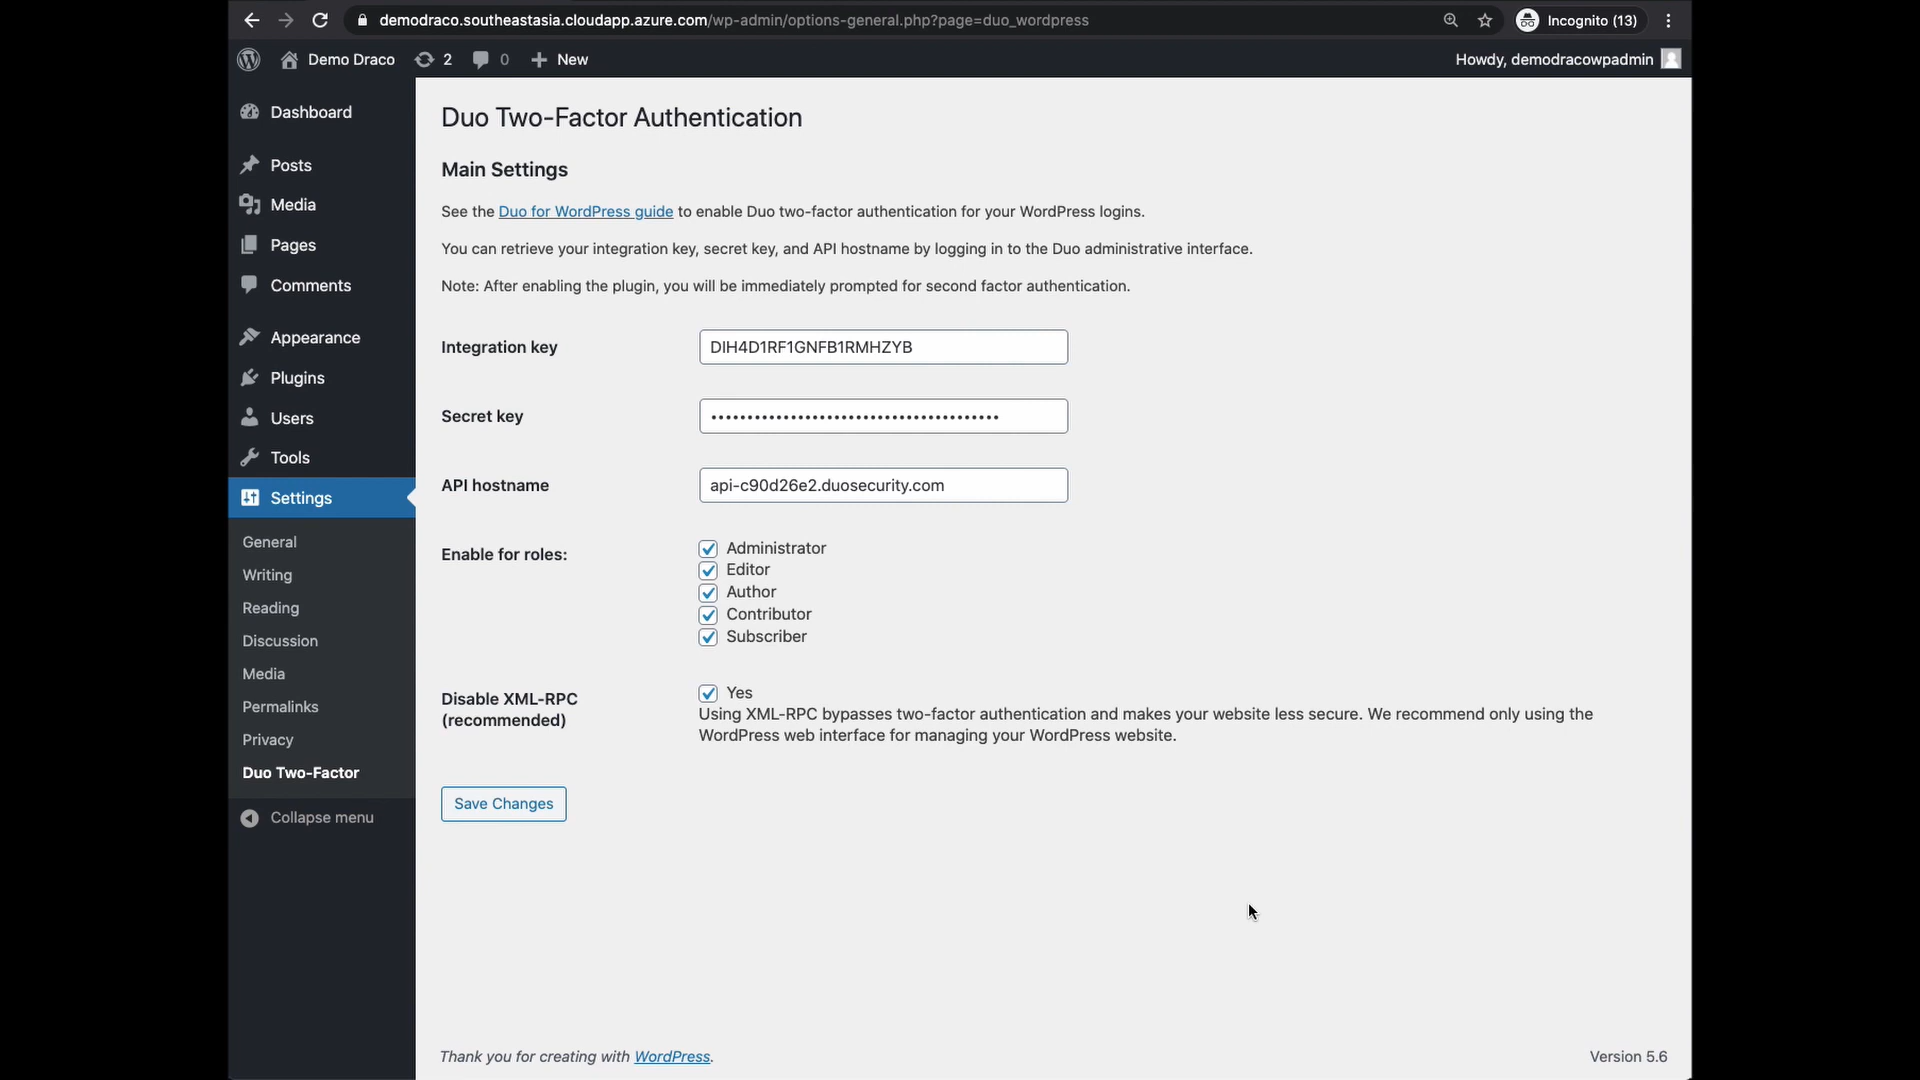 demodraco.southeastasia.cloudapp.azure.com/wp-admin/options-general.php?page=duo_wordpress
Incognito (13)
Demo Draco
2
0
New
Howdy, demodracowpadmin
Dashboard
Posts
Media
Pages
Comments
Appearance
Plugins
Users
Tools
Settings
General
Writing
Reading
Discussion
Media
Permalinks
Privacy
Duo Two-Factor
Collapse menu
Duo Two-Factor Authentication
Main Settings
See the Duo for WordPress guide to enable Duo two-factor authentication for your WordPress logins.
You can retrieve your integration key, secret key, and API hostname by logging in to the Duo administrative interface.
Note: After enabling the plugin, you will be immediately prompted for second factor authentication.
Integration key
DIH4D1RF1GNFB1RMHZYB
Secret key
••••••••••••••••••••••••••••••••••••••••
API hostname
api-c90d26e2.duosecurity.com
Enable for roles:
Administrator
Editor
Author
Contributor
Subscriber
Disable XML-RPC
(recommended)
Yes
Using XML-RPC bypasses two-factor authentication and makes your website less secure. We recommend only using the
WordPress web interface for managing your WordPress website.
Save Changes
Thank you for creating with WordPress.
Version 5.6